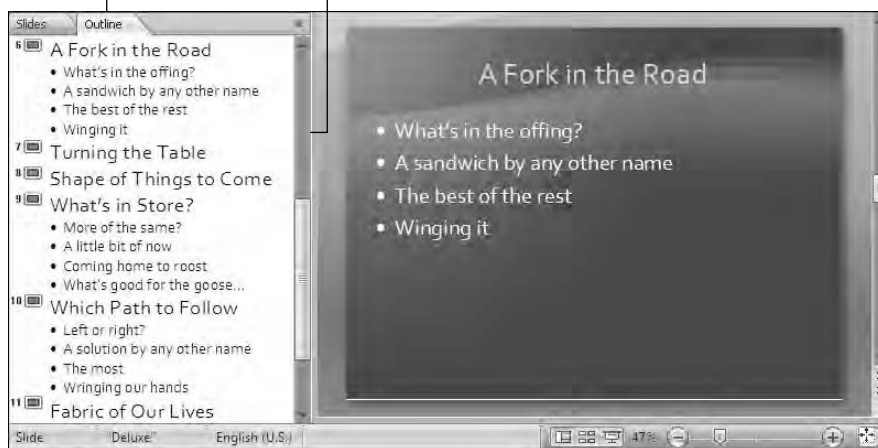 Slides Outline
6 A Fork in the Road
• What's in the offing?
• A sandwich by any other name
• The best of the rest
• Winging it
7 Turning the Table
8 Shape of Things to Come
9 What's in Store?
• More of the same?
• A little bit of now
• Coming home to roost
• What's good for the goose...
10 Which Path to Follow
• Left or right?
• A solution by any other name
• The most
• Wringing our hands
11 Fabric of Our Lives
A Fork in the Road
• What's in the offing?
• A sandwich by any other name
• The best of the rest
• Winging it
Slide Deluxe" English (U.S.) 47%